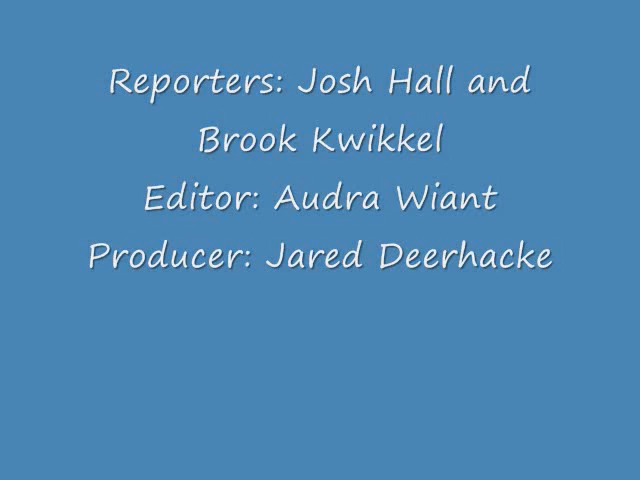 Reporters: Josh Hall and
Brook Kwikkel
Editor: Audra Wiant
Producer: Jared Deerhacke